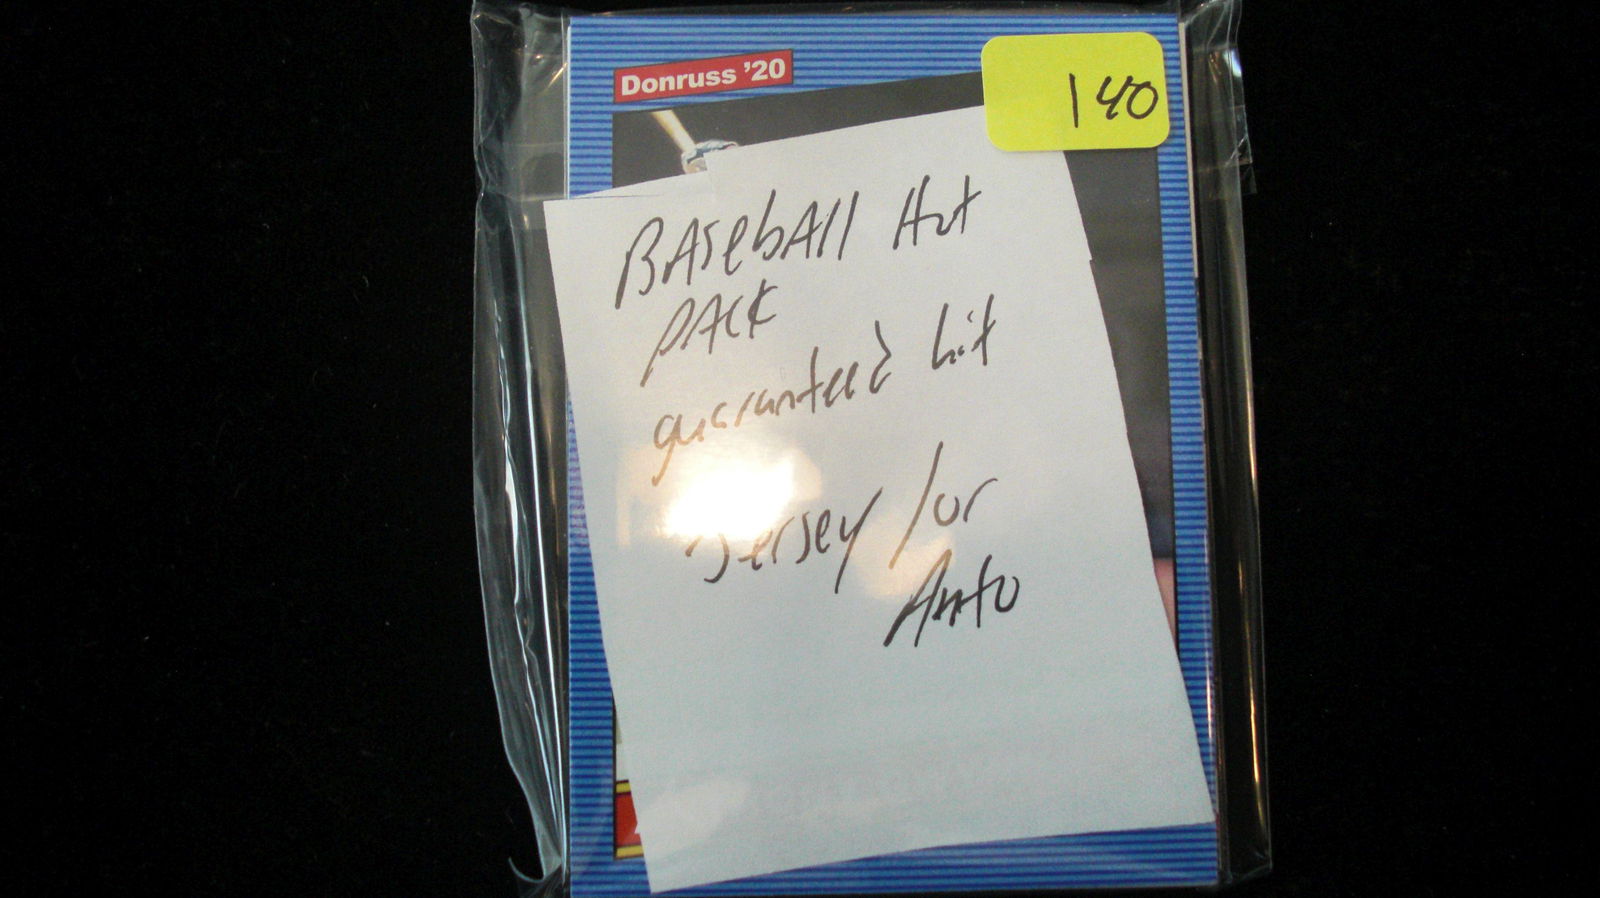 Donruss '20
140
BASEbAll Hot
PACK
guaranteed hit
Jersey /or
Auto